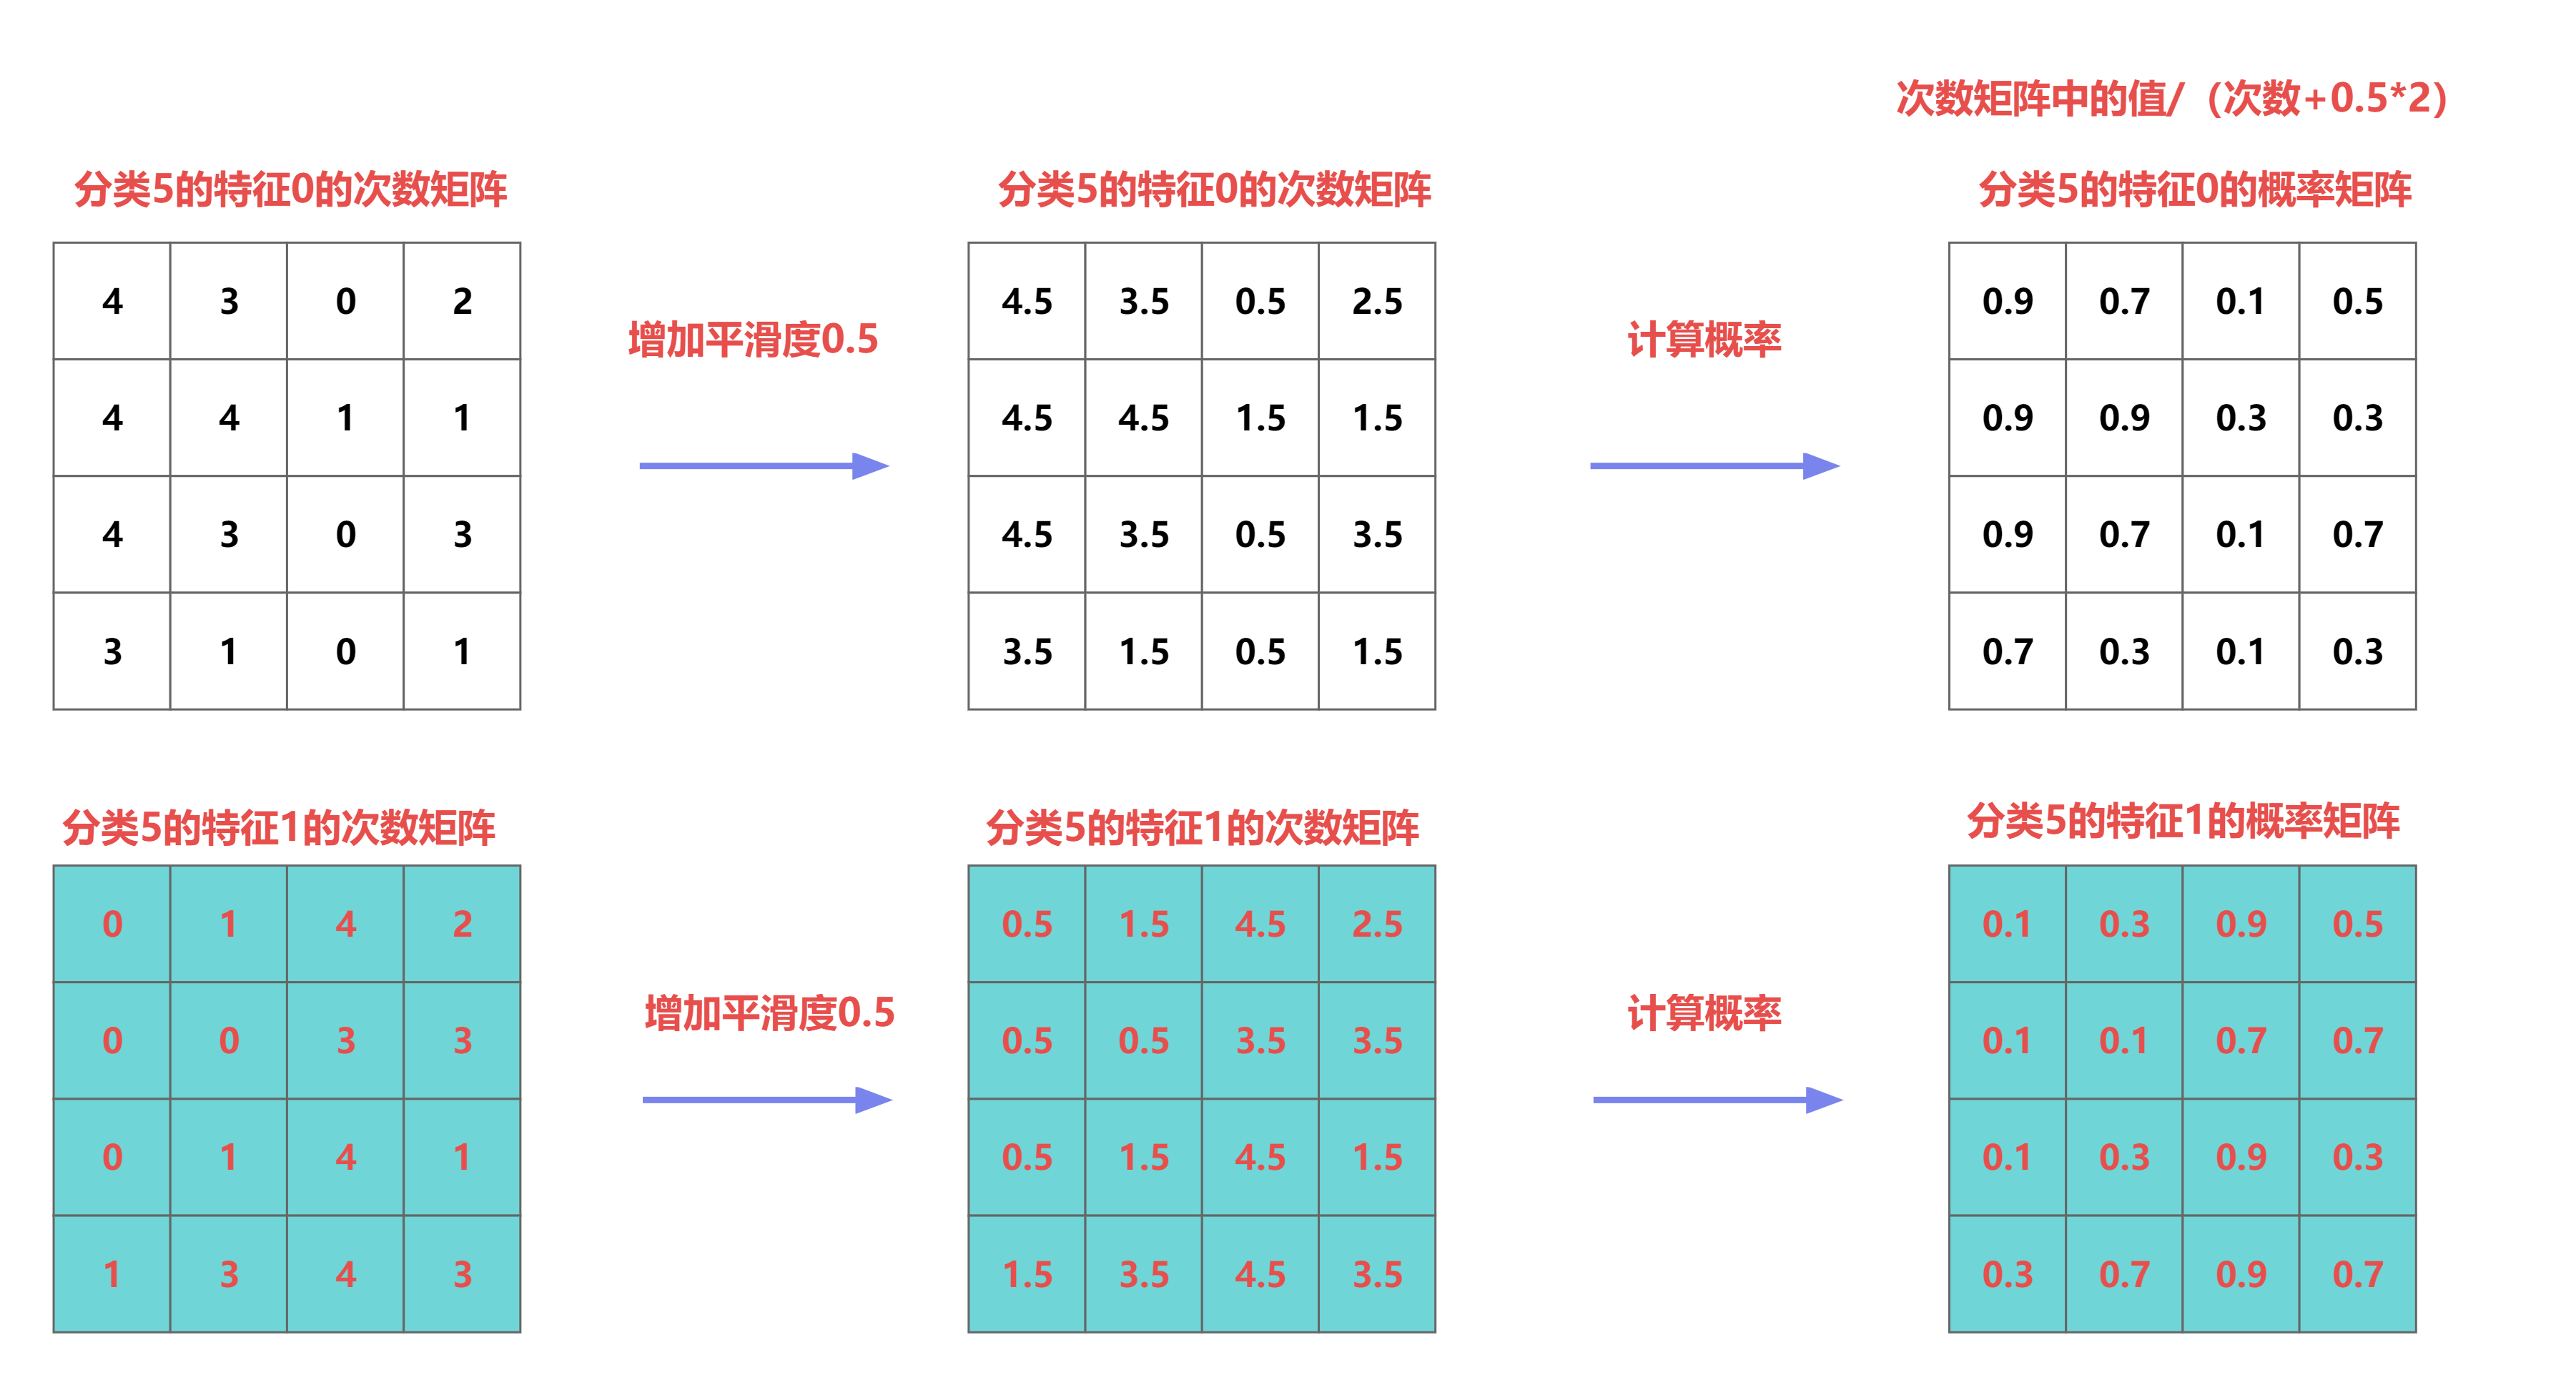 次数矩阵中的值/（次数+0.5*2）
分类5的特征0的次数矩阵
分类5的特征0的次数矩阵
分类5的特征0的概率矩阵
4 3 0 2
4 4 1 1
4 3 0 3
3 1 0 1
增加平滑度0.5
4.5 3.5 0.5 2.5
4.5 4.5 1.5 1.5
4.5 3.5 0.5 3.5
3.5 1.5 0.5 1.5
计算概率
0.9 0.7 0.1 0.5
0.9 0.9 0.3 0.3
0.9 0.7 0.1 0.7
0.7 0.3 0.1 0.3
分类5的特征1的次数矩阵
分类5的特征1的次数矩阵
分类5的特征1的概率矩阵
0 1 4 2
0 0 3 3
0 1 4 1
1 3 4 3
增加平滑度0.5
0.5 1.5 4.5 2.5
0.5 0.5 3.5 3.5
0.5 1.5 4.5 1.5
1.5 3.5 4.5 3.5
计算概率
0.1 0.3 0.9 0.5
0.1 0.1 0.7 0.7
0.1 0.3 0.9 0.3
0.3 0.7 0.9 0.7